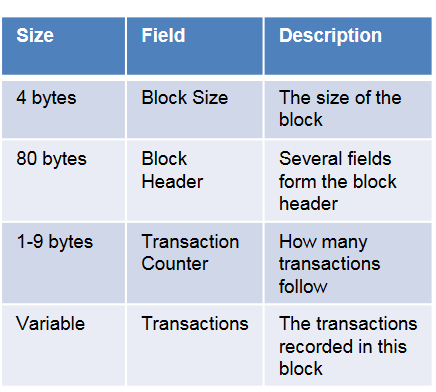 Size Field Description
4 bytes Block Size The size of the
block
80 bytes Block Several fields
Header form the block
header
1-9 bytes Transaction How many
Counter transactions
follow
Variable Transactions The transactions
recorded in this
block